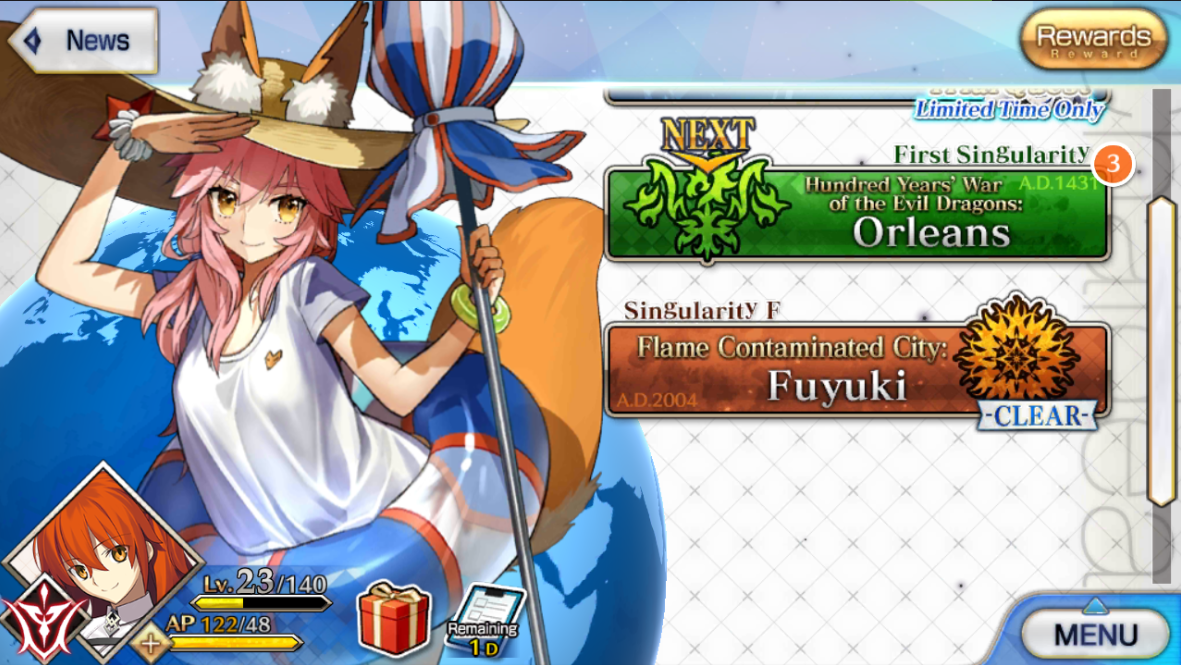 News
Rewards
Reward
Limited Time Only
NEXT
First Singularity
3
Hundred Years' War
A.D.1431
of the Evil Dragons:
Orleans
Singularity F
Flame Contaminated City:
Fuyuki
A.D.2004
-CLEAR-
Lv.23/140
AP 122/48
Remaining
1D
MENU